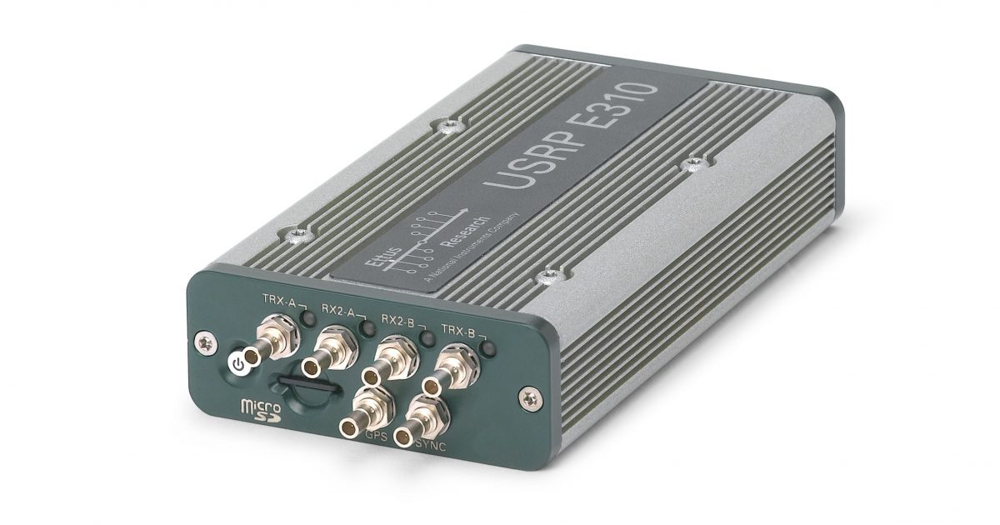 USRP E310
Ettus
Research
A National Instruments Company
TRX-A
RX2-A
RX2-B
TRX-B
micro
SD
GPS
SYNC